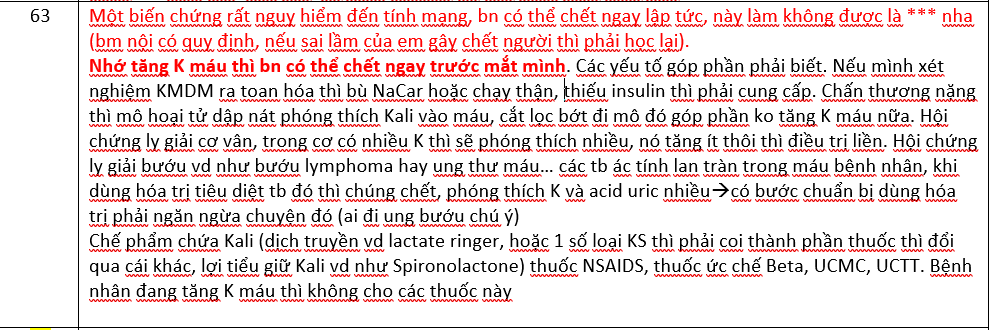 63
Một biến chứng rất nguy hiểm đến tính mạng, bn có thể chết ngay lập tức, này làm không được là *** nha
(bm nội có quy định, nếu sai lầm của em gây chết người thì phải học lại).
Nhớ tăng K máu thì bn có thể chết ngay trước mắt mình. Các yếu tố góp phần phải biết. Nếu mình xét
nghiệm KMDM ra toan hóa thì bù NaCar hoặc chạy thận, thiếu insulin thì phải cung cấp. Chấn thương nặng
thì mô hoại tử dập nát phóng thích Kali vào máu, cắt lọc bớt đi mô đó góp phần ko tăng K máu nữa. Hội
chứng ly giải cơ vân, trong cơ có nhiều K thì sẽ phóng thích nhiều, nó tăng ít thôi thì điều trị liền. Hội chứng
ly giải bướu vd như bướu lymphoma hay ung thư máu... các tb ác tính lan tràn trong máu bệnh nhân, khi
dùng hóa trị tiêu diệt tb đó thì chúng chết, phóng thích K và acid uric nhiều→có bước chuẩn bị dùng hóa
trị phải ngăn ngừa chuyện đó (ai đi ung bướu chú ý)
Chế phẩm chứa Kali (dịch truyền vd lactate ringer, hoặc 1 số loại KS thì phải coi thành phần thuốc thì đổi
qua cái khác, lợi tiểu giữ Kali vd như Spironolactone) thuốc NSAIDS, thuốc ức chế Beta, UCMC, UCTT. Bệnh
nhân đang tăng K máu thì không cho các thuốc này